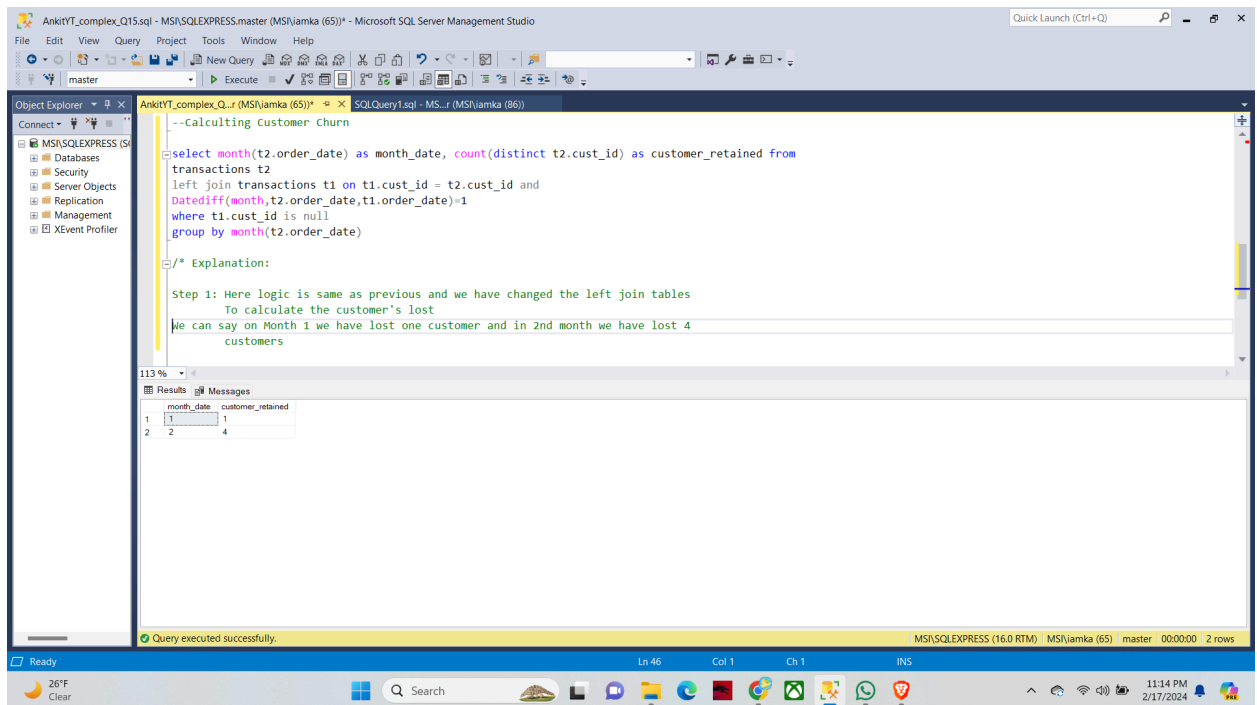 AnkitYT_complex_Q15.sql - MSI\SQLEXPRESS.master (MSI\iamka (65))* - Microsoft SQL Server Management Studio
Quick Launch (Ctrl+Q)
File Edit View Query Project Tools Window Help
New Query
master
Execute
Object Explorer
AnkitYT_complex_Q...r (MSI\iamka (65))*
SQLQuery1.sql - MS...r (MSI\iamka (86))
Connect
MSI\SQLEXPRESS (S
Databases
Security
Server Objects
Replication
Management
XEvent Profiler
--Calculting Customer Churn
select month(t2.order_date) as month_date, count(distinct t2.cust_id) as customer_retained from
transactions t2
left join transactions t1 on t1.cust_id = t2.cust_id and
Datediff(month,t2.order_date,t1.order_date)=1
where t1.cust_id is null
group by month(t2.order_date)
/* Explanation:
Step 1: Here logic is same as previous and we have changed the left join tables
To calculate the customer's lost
We can say on Month 1 we have lost one customer and in 2nd month we have lost 4
customers
113 %
Results Messages
month_date customer_retained
1 1 1
2 2 4
Query executed successfully.
MSI\SQLEXPRESS (16.0 RTM) MSI\iamka (65) master 00:00:00 2 rows
Ready
Ln 46 Col 1 Ch 1 INS
26°F
Clear
Search
11:14 PM
2/17/2024